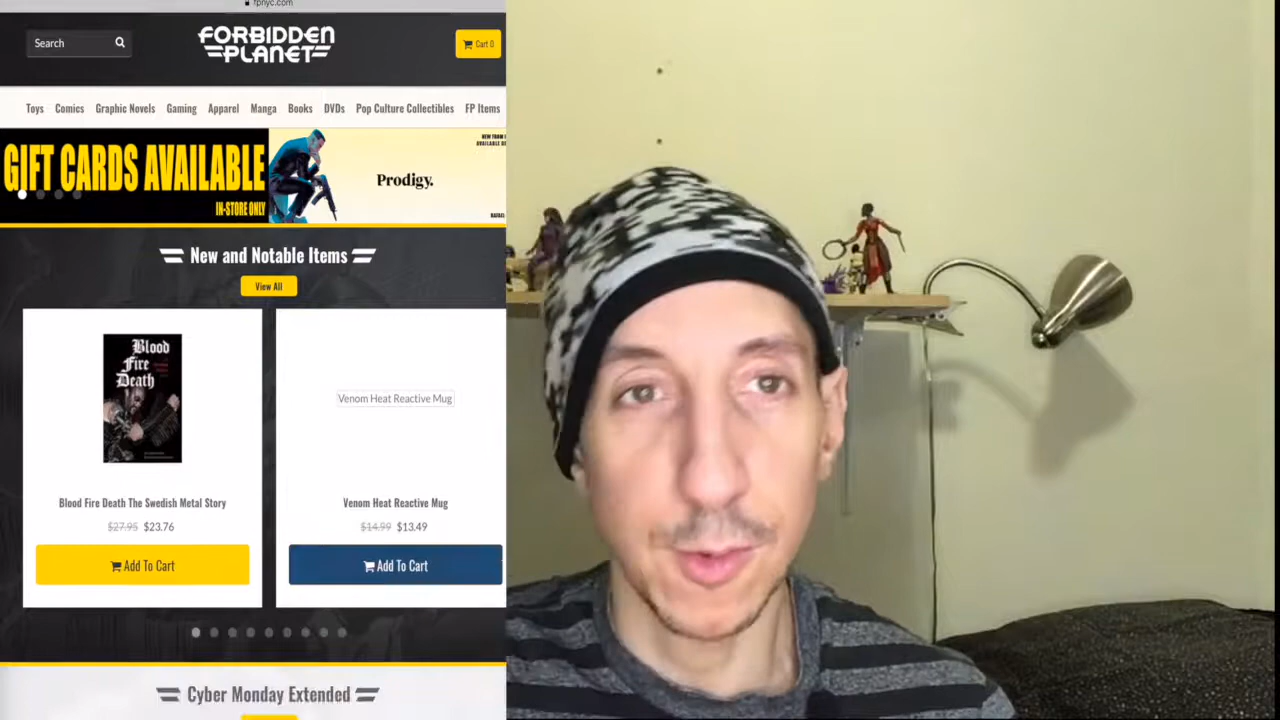 fpnyc.com
Search
FORBIDDEN
PLANET
Cart 0
Toys Comics Graphic Novels Gaming Apparel Manga Books DVDs Pop Culture Collectibles FP Items
GIFT CARDS AVAILABLE
IN-STORE ONLY
Prodigy.
New and Notable Items
View All
Blood
Fire
Death
Venom Heat Reactive Mug
Blood Fire Death The Swedish Metal Story
$27.95 $23.76
Add To Cart
Venom Heat Reactive Mug
$14.99 $13.49
Add To Cart
Cyber Monday Extended